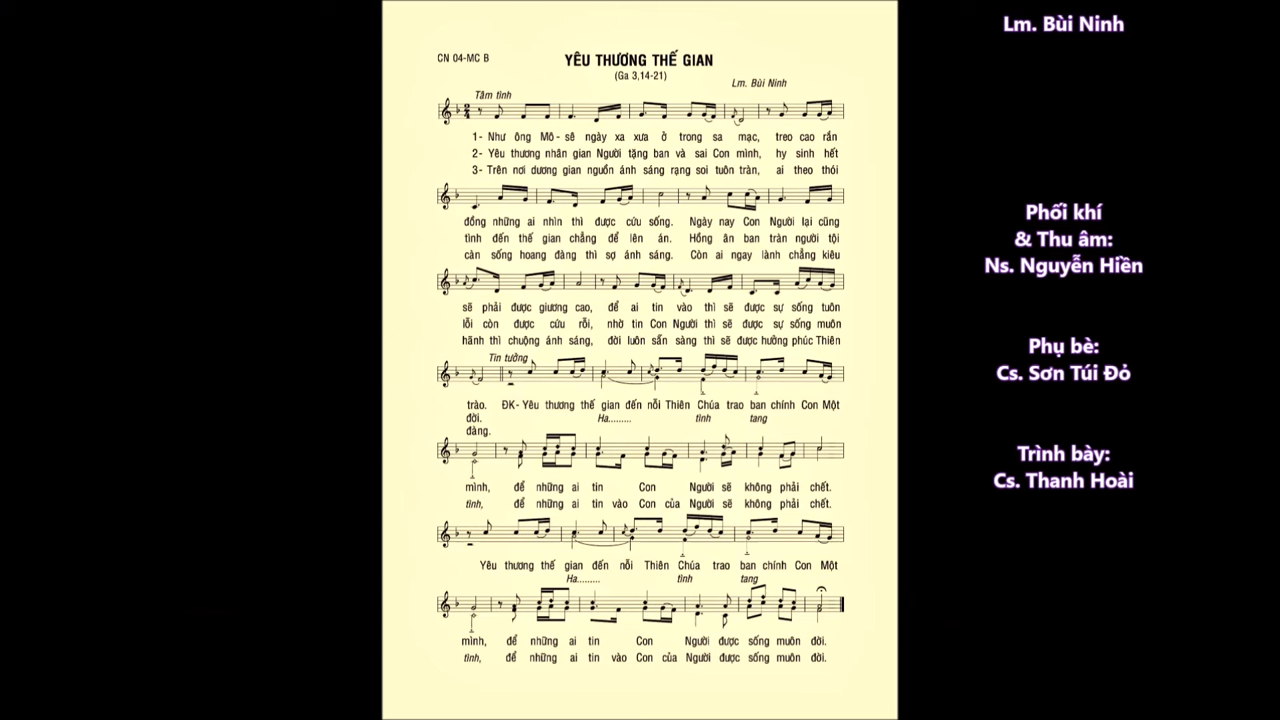 CN 04-MC B
YÊU THƯƠNG THẾ GIAN
(Ga 3,14-21)
Lm. Bùi Ninh
Tâm tình
1- Như ông Mô-sê ngày xa xưa ở trong sa mạc, treo cao rắn
2- Yêu thương nhân gian Người tặng ban và sai Con mình, hy sinh hết
3- Trên nơi dương gian nguồn ánh sáng rạng soi tuôn tràn, ai theo thói
đồng những ai nhìn thì được cứu sống. Ngày nay Con Người lại cũng
tình đến thế gian chẳng để lên án. Hồng ân ban tràn người tội
càn sống hoang đàng thì sợ ánh sáng. Còn ai ngay lành chẳng kiêu
sẽ phải được giương cao, để ai tin vào thì sẽ được sự sống tuôn
lỗi còn được cứu rỗi, nhờ tin Con Người thì sẽ được sự sống muôn
hãnh thì chuộng ánh sáng, đời luôn sẵn sàng thì sẽ được hưởng phúc Thiên
Tin tưởng
trào. ĐK- Yêu thương thế gian đến nỗi Thiên Chúa trao ban chính Con Một
đời. Ha......... tình tang
đàng.
mình, để những ai tin Con Người sẽ không phải chết.
tình, để những ai tin vào Con của Người sẽ không phải chết.
Yêu thương thế gian đến nỗi Thiên Chúa trao ban chính Con Một
Ha......... tình tang
mình, để những ai tin Con Người được sống muôn đời.
tình, để những ai tin vào Con của Người được sống muôn đời.
Lm. Bùi Ninh
Phối khí
& Thu âm:
Ns. Nguyễn Hiền
Phụ bè:
Cs. Sơn Túi Đỏ
Trình bày:
Cs. Thanh Hoài